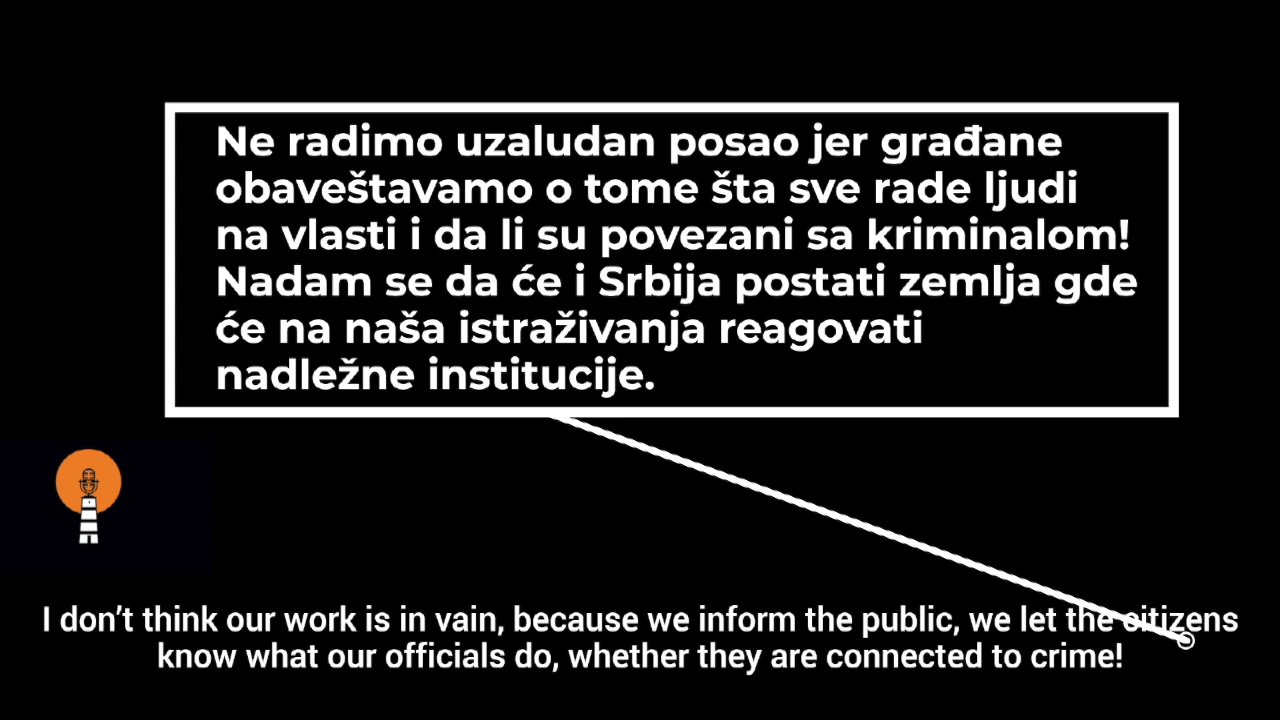 Ne radimo uzaludan posao jer građane
obaveštavamo o tome šta sve rade ljudi
na vlasti i da li su povezani sa kriminalom!
Nadam se da će i Srbija postati zemlja gde
će na naša istraživanja reagovati
nadležne institucije.
I don’t think our work is in vain, because we inform the public, we let the citizens
know what our officials do, whether they are connected to crime!